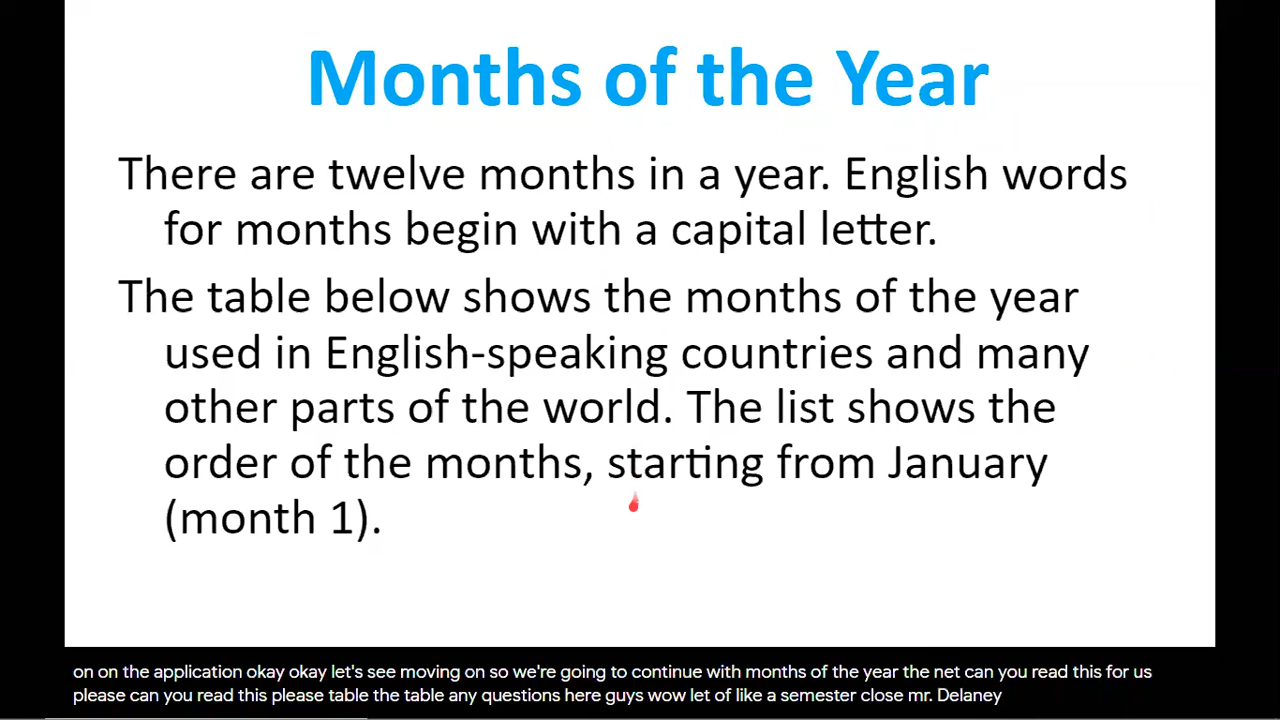 Months of the Year
There are twelve months in a year. English words
for months begin with a capital letter.
The table below shows the months of the year
used in English-speaking countries and many
other parts of the world. The list shows the
order of the months, starting from January
(month 1).
on on the application okay okay let's see moving on so we're going to continue with months of the year the net can you read this for us
please can you read this please table the table any questions here guys wow let of like a semester close mr. Delaney